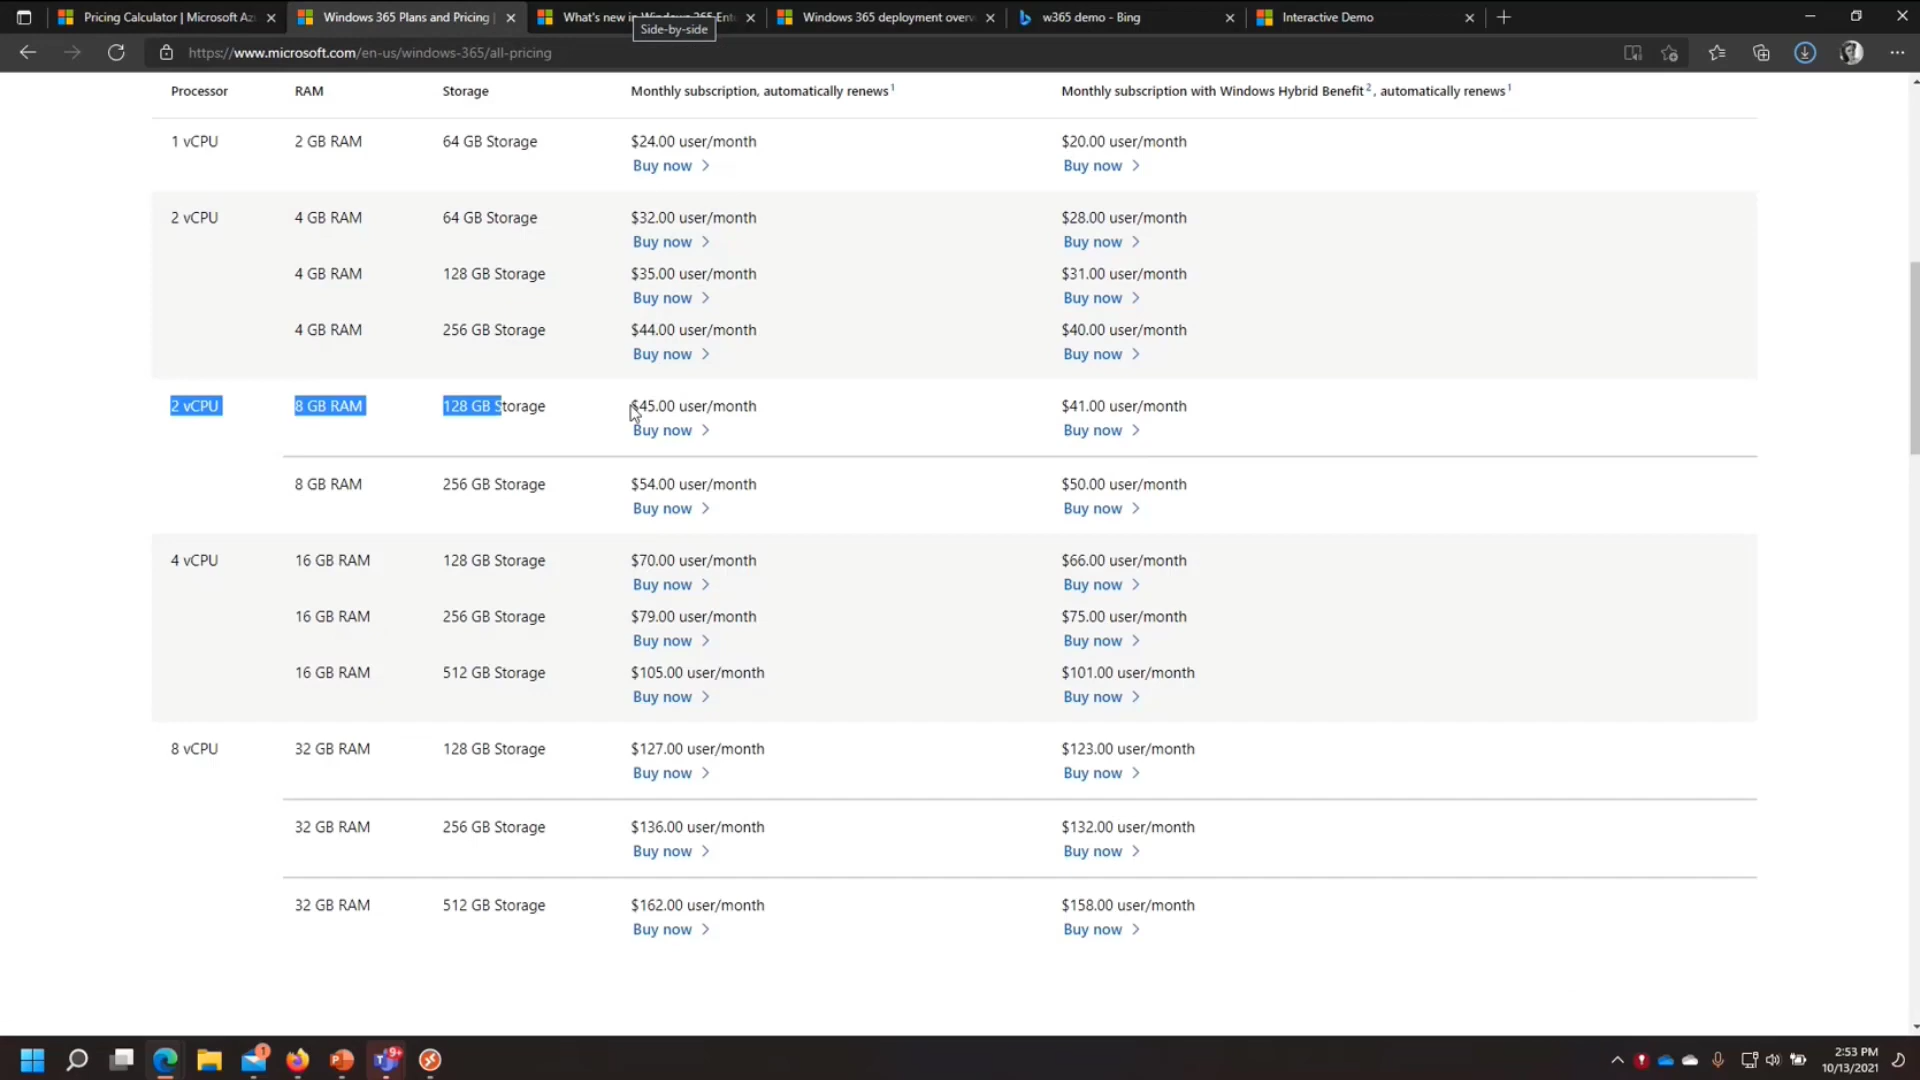 Pricing Calculator | Microsoft Az
Windows 365 Plans and Pricing |
What's new in Windows 365 Ent
Windows 365 deployment over
w365 demo - Bing
Interactive Demo
Side-by-side
https://www.microsoft.com/en-us/windows-365/all-pricing
Processor RAM Storage Monthly subscription, automatically renews1 Monthly subscription with Windows Hybrid Benefit2, automatically renews1
1 vCPU 2 GB RAM 64 GB Storage $24.00 user/month $20.00 user/month
Buy now Buy now
2 vCPU 4 GB RAM 64 GB Storage $32.00 user/month $28.00 user/month
Buy now Buy now
4 GB RAM 128 GB Storage $35.00 user/month $31.00 user/month
Buy now Buy now
4 GB RAM 256 GB Storage $44.00 user/month $40.00 user/month
Buy now Buy now
2 vCPU 8 GB RAM 128 GB Storage $45.00 user/month $41.00 user/month
Buy now Buy now
8 GB RAM 256 GB Storage $54.00 user/month $50.00 user/month
Buy now Buy now
4 vCPU 16 GB RAM 128 GB Storage $70.00 user/month $66.00 user/month
Buy now Buy now
16 GB RAM 256 GB Storage $79.00 user/month $75.00 user/month
Buy now Buy now
16 GB RAM 512 GB Storage $105.00 user/month $101.00 user/month
Buy now Buy now
8 vCPU 32 GB RAM 128 GB Storage $127.00 user/month $123.00 user/month
Buy now Buy now
32 GB RAM 256 GB Storage $136.00 user/month $132.00 user/month
Buy now Buy now
32 GB RAM 512 GB Storage $162.00 user/month $158.00 user/month
Buy now Buy now
1
9+
2:53 PM
10/13/2021